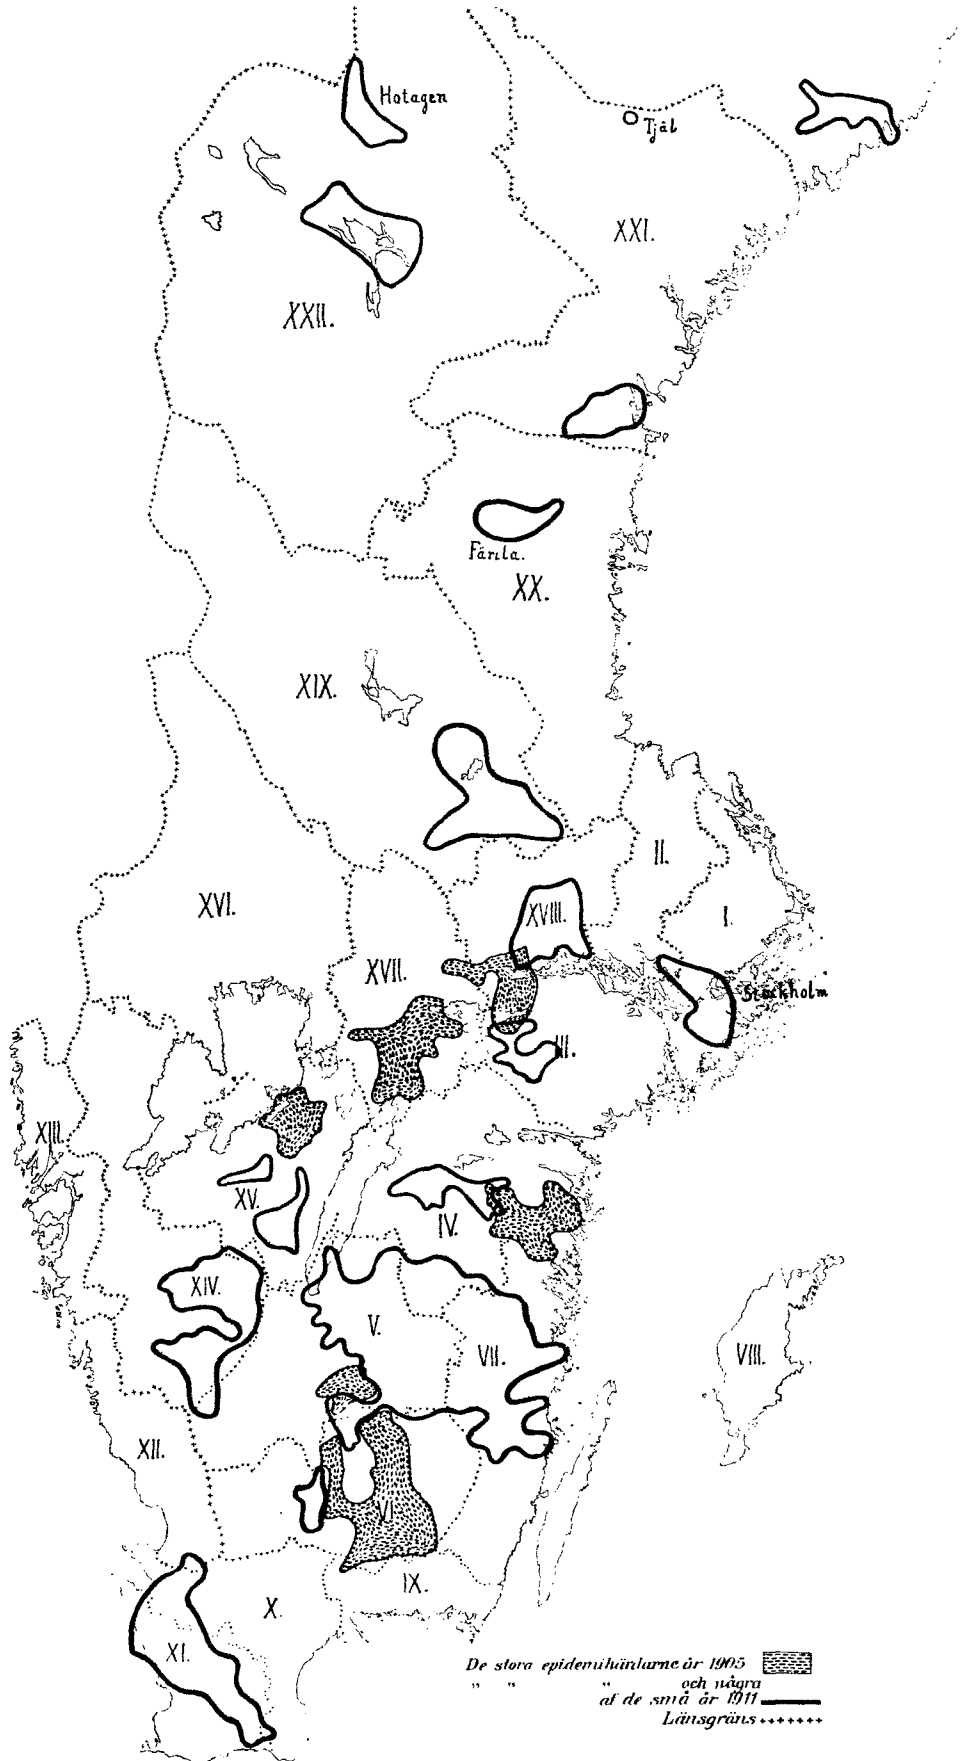 Hotagen
Tjål
XXI.
XXII.
Färila.
XX.
XIX.
II.
XVI.
XVIII.
I.
XVII.
Stockholm
III.
XIII.
XV.
IV.
XIV.
V.
VII.
VIII.
XII.
VI
IX.
X.
XI.
De stora epidemihärdarne år 1905
" " " och några
af de små år 1911
Länsgräns